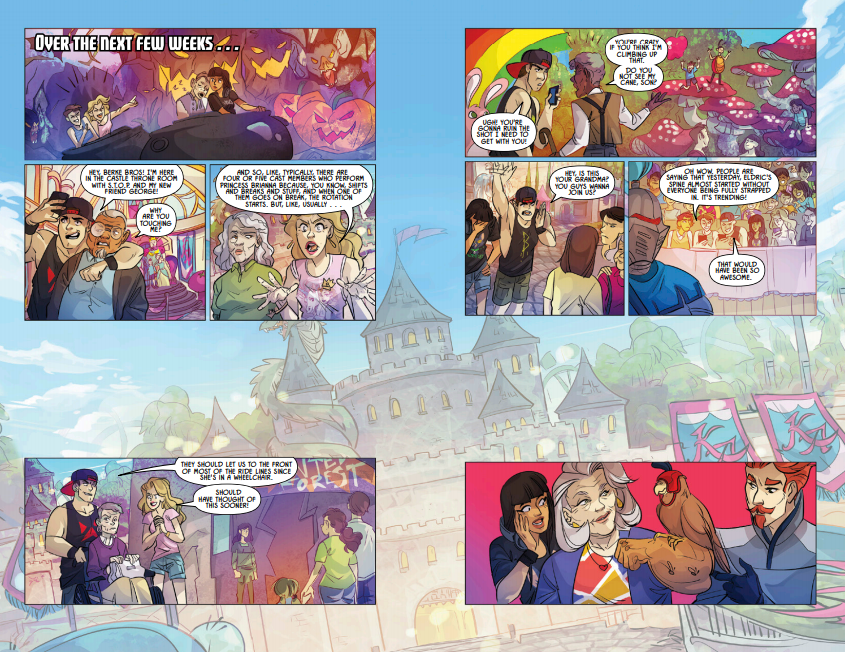 OVER THE NEXT FEW WEEKS . . .
HEY, BERKE BROS! I'M HERE
IN THE CASTLE THRONE ROOM
WITH S.T.O.P. AND MY NEW
FRIEND GEORGE!
WHY
ARE YOU
TOUCHING
ME?
AND SO, LIKE, TYPICALLY, THERE ARE
FOUR OR FIVE CAST MEMBERS WHO PERFORM
PRINCESS BRIANNA BECAUSE, YOU KNOW, SHIFTS
AND BREAKS AND STUFF, AND WHEN ONE OF
THEM GOES ON BREAK, THE ROTATION
STARTS. BUT, LIKE, USUALLY . . .
THEY SHOULD LET US TO THE FRONT
OF MOST OF THE RIDE LINES SINCE
SHE'S IN A WHEELCHAIR.
SHOULD
HAVE THOUGHT OF
THIS SOONER!
FOREST
YOU'RE CRAZY
IF YOU THINK I'M
CLIMBING UP
THAT.
DO YOU
NOT SEE MY
CANE, SON?
UGH! YOU'RE
GONNA RUIN THE
SHOT I NEED TO
GET WITH YOU!
HEY, IS THIS
YOUR GRANDMA?
YOU GUYS WANNA
JOIN US?
OH WOW, PEOPLE ARE
SAYING THAT YESTERDAY, ELDRIC'S
SPINE ALMOST STARTED WITHOUT
EVERYONE BEING FULLY STRAPPED
IN. IT'S TRENDING!
THAT WOULD
HAVE BEEN SO
AWESOME.